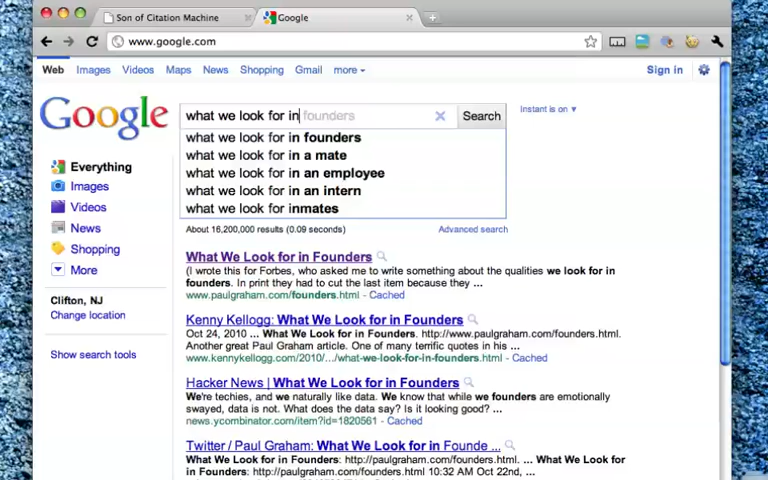 Son of Citation Machine
Google
www.google.com
Web Images Videos Maps News Shopping Gmail more
Sign in
Google
what we look for in founders
Search
Instant is on ▼
what we look for in founders
what we look for in a mate
what we look for in an employee
what we look for in an intern
what we look for inmates
About 16,200,000 results (0.09 seconds)
Advanced search
Everything
Images
Videos
News
Shopping
More
Clifton, NJ
Change location
Show search tools
What We Look for in Founders
(I wrote this for Forbes, who asked me to write something about the qualities we look for in
founders. In print they had to cut the last item because they ...
www.paulgraham.com/founders.html - Cached
Kenny Kellogg: What We Look for in Founders
Oct 24, 2010 ... What We Look for in Founders. http://www.paulgraham.com/founders.html.
Another great Paul Graham article. One of many terrific quotes in his ...
www.kennykellogg.com/2010/.../what-we-look-for-in-founders.html - Cached
Hacker News | What We Look for in Founders
We're techies, and we naturally like data. We know that while we founders are emotionally
swayed, data is not. What does the data say? Is it looking good? ...
news.ycombinator.com/item?id=1820561 - Cached
Twitter / Paul Graham: What We Look for in Founde ...
What We Look for in Founders: http://paulgraham.com/founders.html. ... What We Look for
in Founders: http://paulgraham.com/founders.html 10:32 AM Oct 22nd, ...